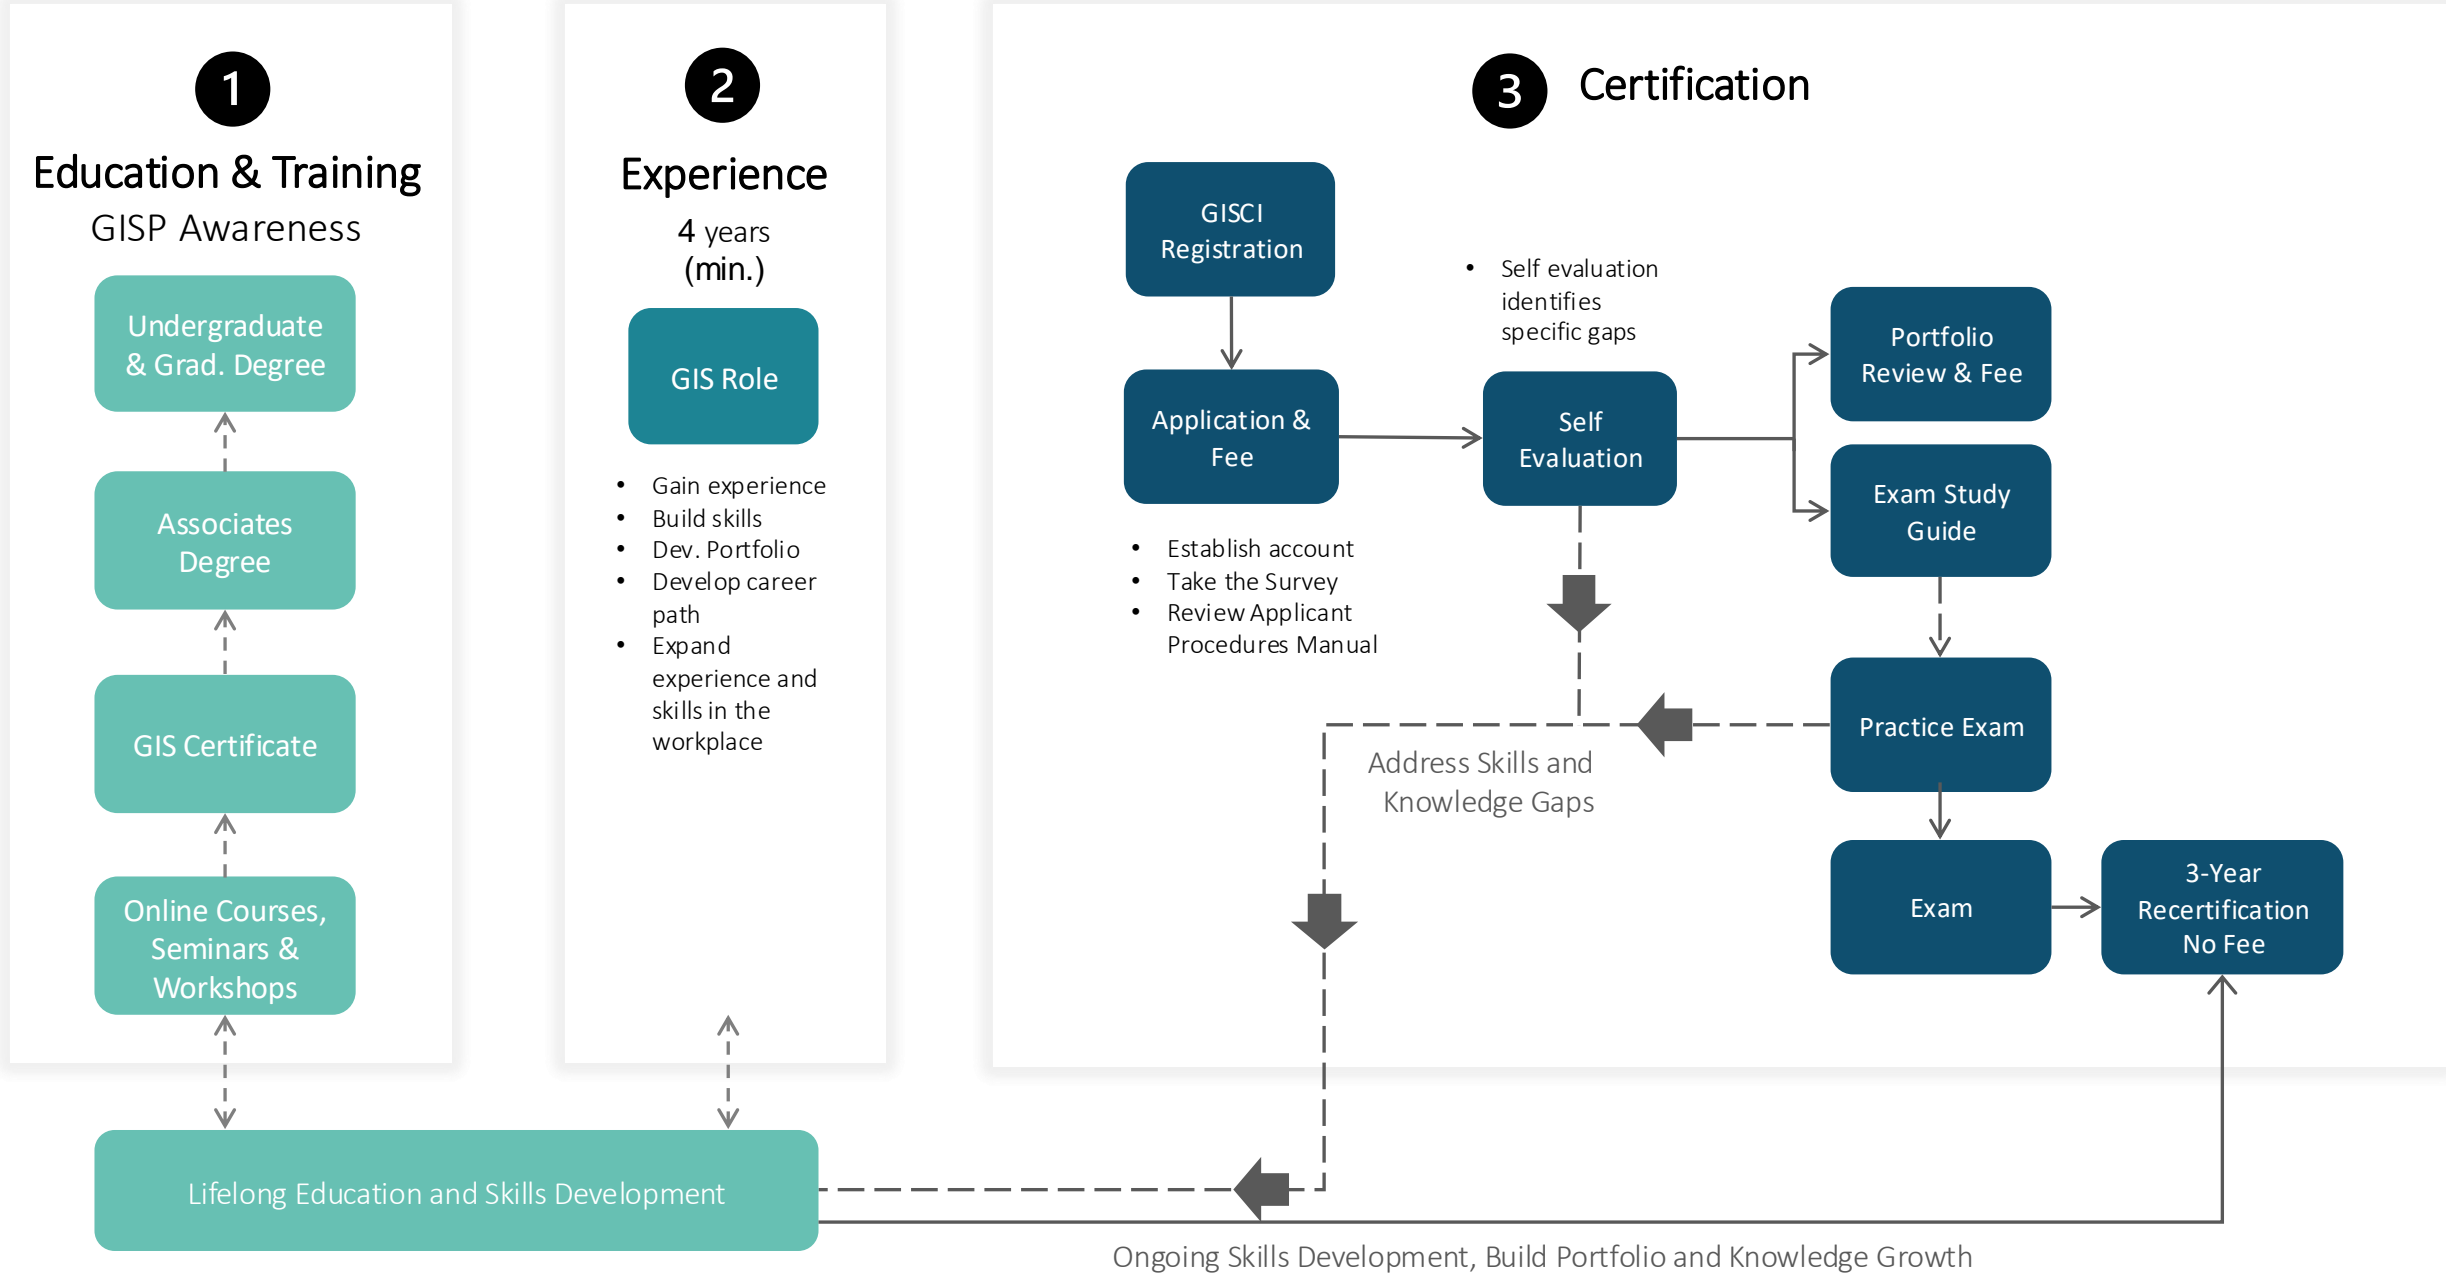 1
Education & Training
GISP Awareness
Undergraduate
& Grad. Degree
Associates
Degree
GIS Certificate
Online Courses,
Seminars &
Workshops
2
Experience
4 years
(min.)
GIS Role
• Gain experience
• Build skills
• Dev. Portfolio
• Develop career
path
• Expand
experience and
skills in the
workplace
3 Certification
GISCI
Registration
Application &
Fee
• Establish account
• Take the Survey
• Review Applicant
Procedures Manual
• Self evaluation
identifies
specific gaps
Self
Evaluation
Portfolio
Review & Fee
Exam Study
Guide
Practice Exam
Address Skills and
Knowledge Gaps
Exam
3-Year
Recertification
No Fee
Lifelong Education and Skills Development
Ongoing Skills Development, Build Portfolio and Knowledge Growth